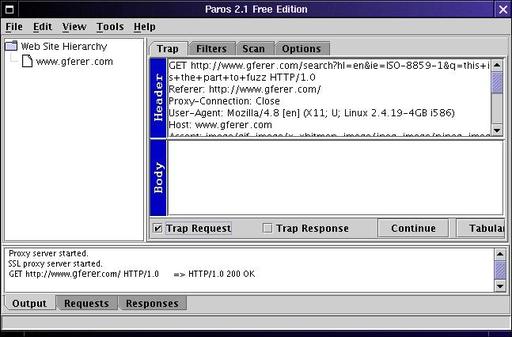 Paros 2.1 Free Edition
File Edit View Tools Help
Web Site Hierarchy
www.gferer.com
Trap Filters Scan Options
Header
GET http://www.gferer.com/search?hl=en&ie=ISO-8859-1&q=this+i
s+the+part+to+fuzz HTTP/1.0
Referer: http://www.gferer.com/
Proxy-Connection: Close
User-Agent: Mozilla/4.8 [en] (X11; U; Linux 2.4.19-4GB i586)
Host: www.gferer.com
Body
Trap Request Trap Response Continue Tabula
Proxy server started.
SSL proxy server started.
GET http://www.gferer.com/ HTTP/1.0 => HTTP/1.0 200 OK
Output Requests Responses